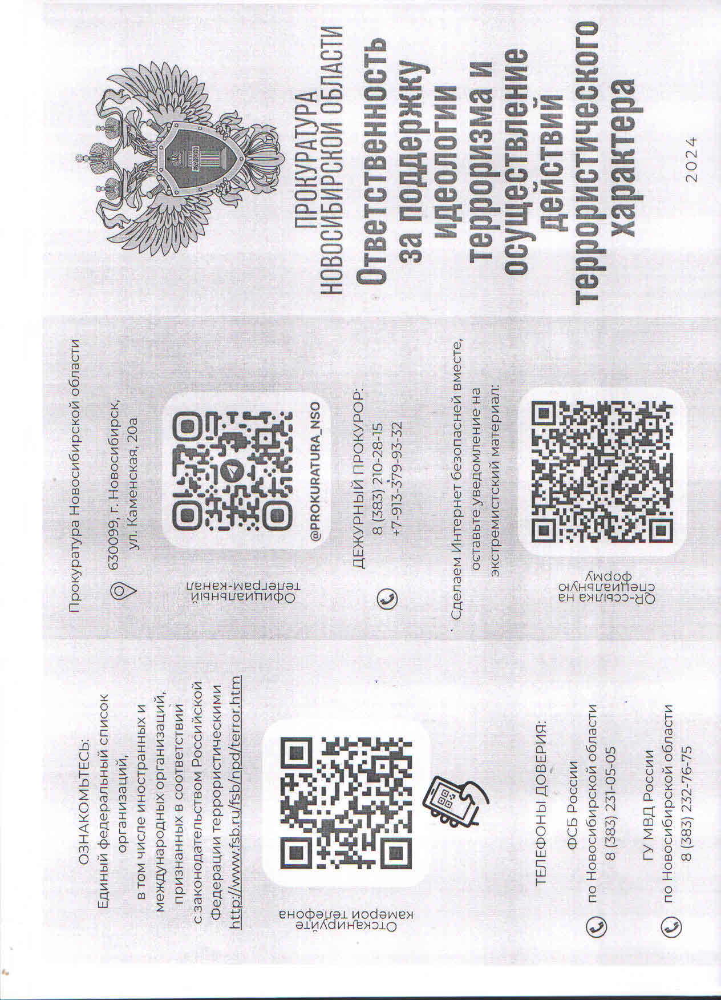 ОЗНАКОМЬТЕСЬ:
Единый федеральный список
организаций,
в том числе иностранных и
международных организаций,
признанных в соответствии
с законодательством Российской
Федерации террористическими
http://www.fsb.ru/fsb/npd/terror.htm
Отсканируйте
камерой телефона
ТЕЛЕФОНЫ ДОВЕРИЯ:
ФСБ России
по Новосибирской области
8 (383) 231-05-05
ГУ МВД России
по Новосибирской области
8 (383) 232-76-75
Прокуратура Новосибирской области
630099, г. Новосибирск,
ул. Каменская, 20а
Официальный
телеграм-канал
@PROKURATURA_NSO
ДЕЖУРНЫЙ ПРОКУРОР:
8 (383) 210-28-15
+7-913-379-93-32
Сделаем Интернет безопасней вместе,
оставьте уведомление на
экстремистский материал:
QR-ссылка на
специальную
форму
ЗАКОН
ПРОКУРАТУРА
НОВОСИБИРСКОЙ ОБЛАСТИ
Ответственность
за поддержку
идеологии
терроризма и
осуществление
действий
террористического
характера
2024